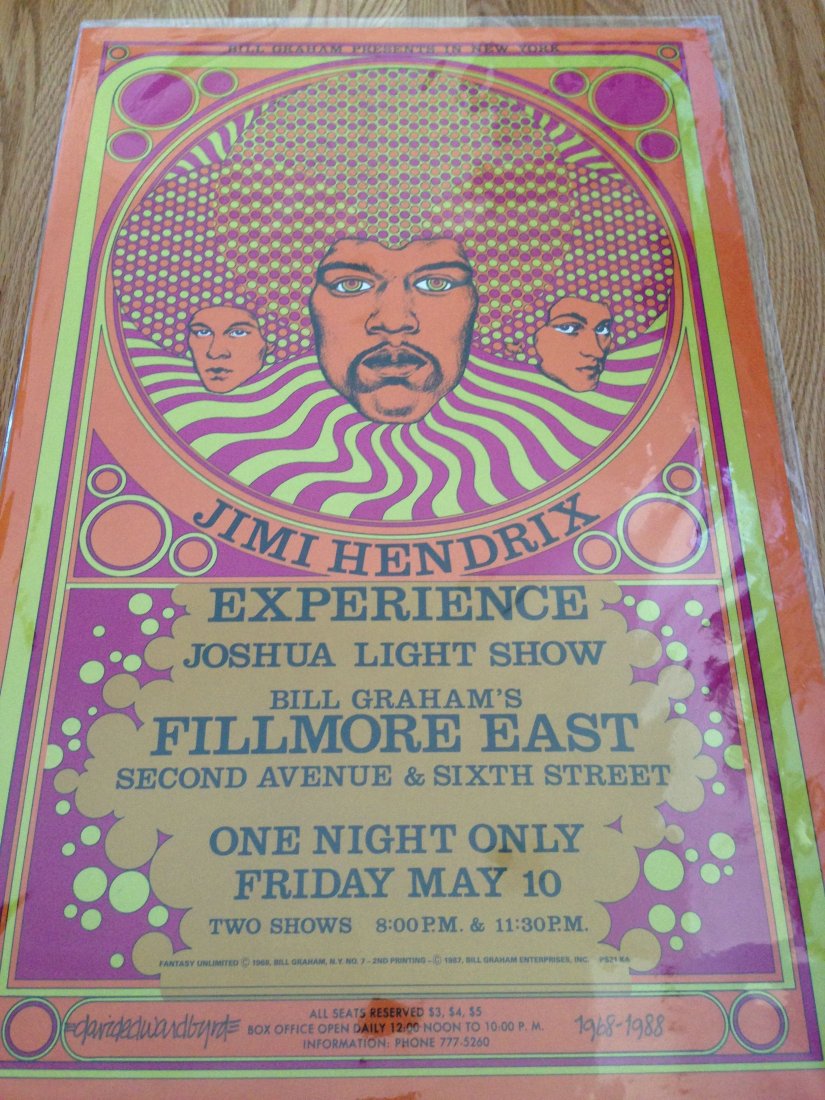 BILL GRAHAM PRESENTS IN NEW YORK
JIMI HENDRIX
EXPERIENCE
JOSHUA LIGHT SHOW
BILL GRAHAM'S
FILLMORE EAST
SECOND AVENUE & SIXTH STREET
ONE NIGHT ONLY
FRIDAY MAY 10
TWO SHOWS 8:00 P.M. & 11:30 P.M.
FANTASY UNLIMITED © 1968, BILL GRAHAM, N.Y. NO. 7 – 2ND PRINTING – © 1987, BILL GRAHAM ENTERPRISES, INC. PS21 KA
ALL SEATS RESERVED $3, $4, $5
davidedwardbyrd BOX OFFICE OPEN DAILY 12:00 NOON TO 10:00 P. M. 1968-1988
INFORMATION: PHONE 777-5260